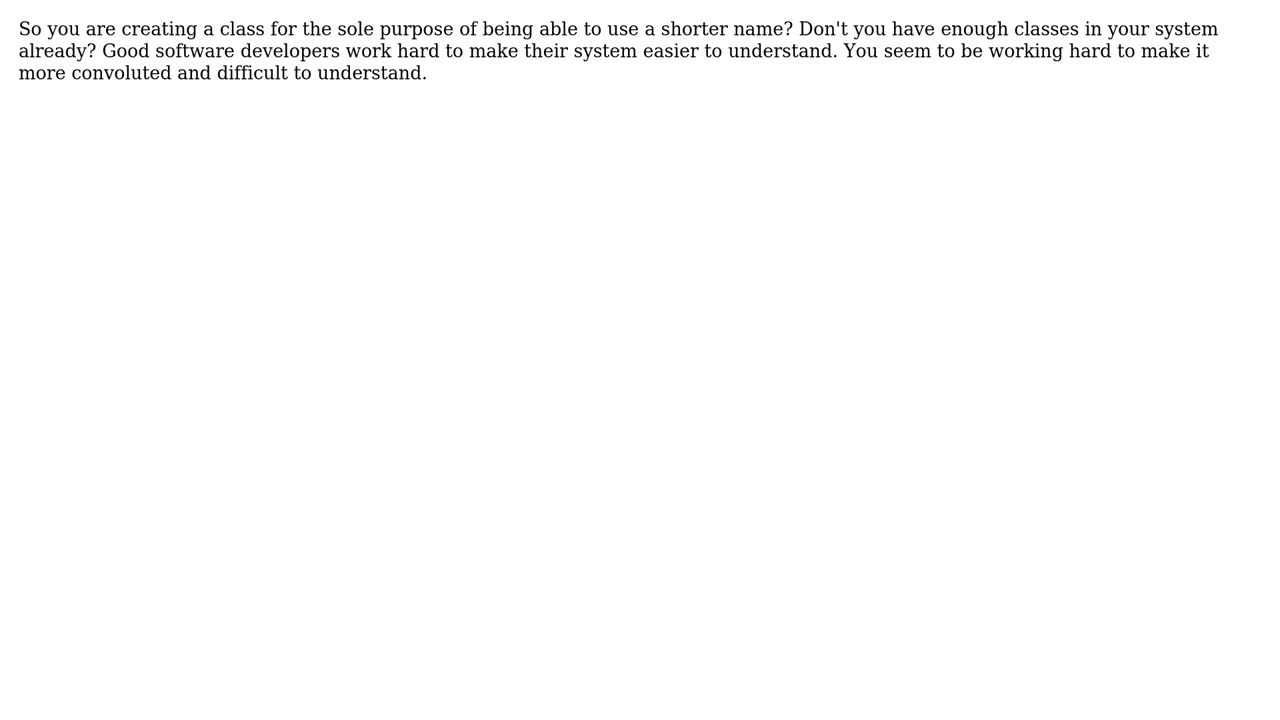 So you are creating a class for the sole purpose of being able to use a shorter name? Don't you have enough classes in your system
already? Good software developers work hard to make their system easier to understand. You seem to be working hard to make it
more convoluted and difficult to understand.